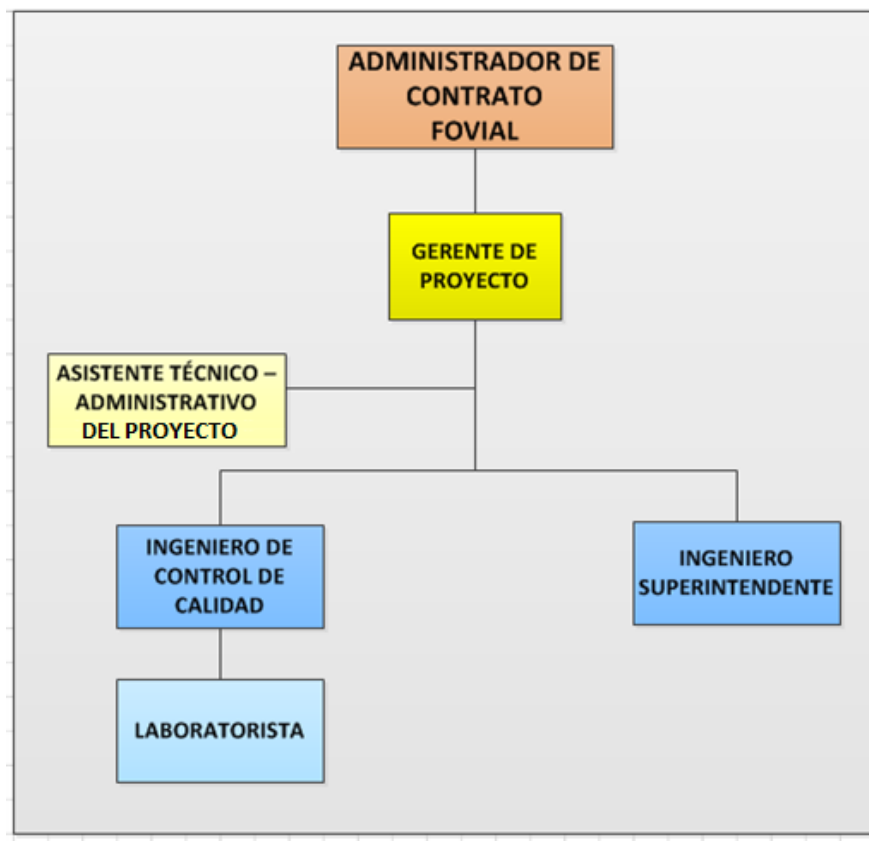 ADMINISTRADOR DE
CONTRATO
FOVIAL
GERENTE DE
PROYECTO
ASISTENTE TÉCNICO –
ADMINISTRATIVO
DEL PROYECTO
INGENIERO DE
CONTROL DE
CALIDAD
INGENIERO
SUPERINTENDENTE
LABORATORISTA